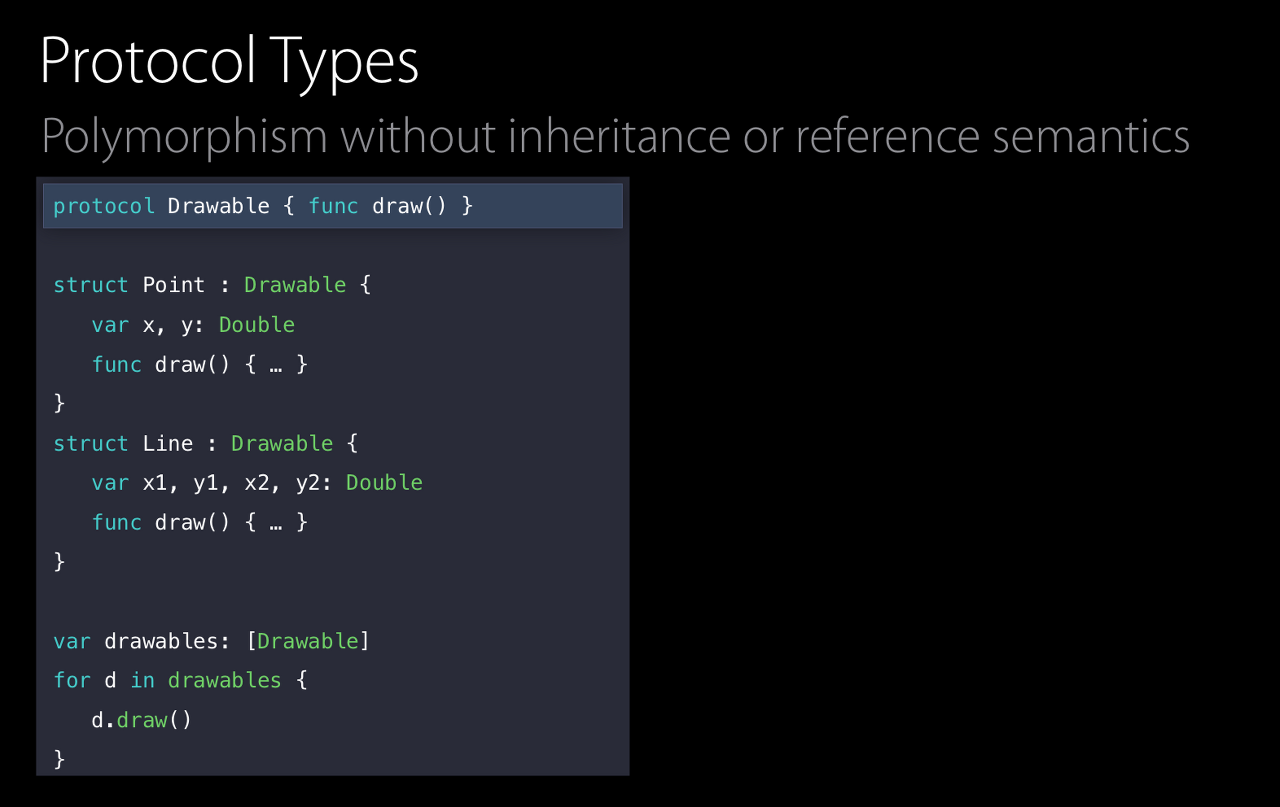 Protocol Types
Polymorphism without inheritance or reference semantics
protocol Drawable { func draw() }
struct Point : Drawable {
   var x, y: Double
   func draw() { … }
}
struct Line : Drawable {
   var x1, y1, x2, y2: Double
   func draw() { … }
}
var drawables: [Drawable]
for d in drawables {
   d.draw()
}